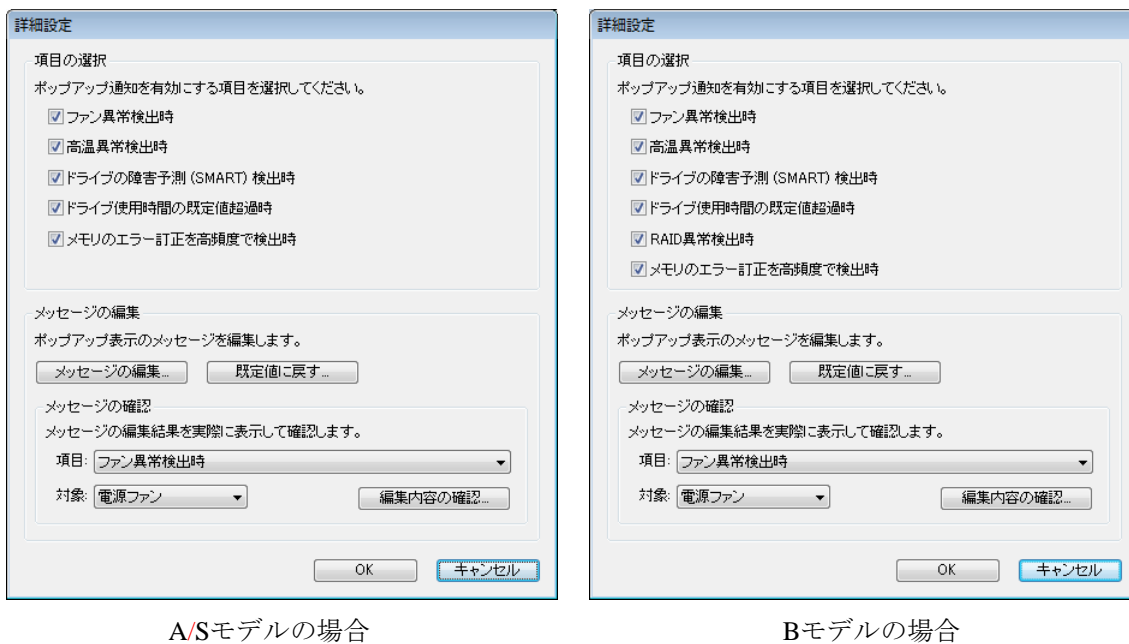 詳細設定
項目の選択
ポップアップ通知を有効にする項目を選択してください。
ファン異常検出時
高温異常検出時
ドライブの障害予測 (SMART) 検出時
ドライブ使用時間の既定値超過時
メモリのエラー訂正を高頻度で検出時
メッセージの編集
ポップアップ表示のメッセージを編集します。
メッセージの編集... 既定値に戻す...
メッセージの確認
メッセージの編集結果を実際に表示して確認します。
項目: ファン異常検出時
対象: 電源ファン 編集内容の確認...
OK キャンセル
A/Sモデルの場合
詳細設定
項目の選択
ポップアップ通知を有効にする項目を選択してください。
ファン異常検出時
高温異常検出時
ドライブの障害予測 (SMART) 検出時
ドライブ使用時間の既定値超過時
RAID異常検出時
メモリのエラー訂正を高頻度で検出時
メッセージの編集
ポップアップ表示のメッセージを編集します。
メッセージの編集... 既定値に戻す...
メッセージの確認
メッセージの編集結果を実際に表示して確認します。
項目: ファン異常検出時
対象: 電源ファン 編集内容の確認...
OK キャンセル
Bモデルの場合